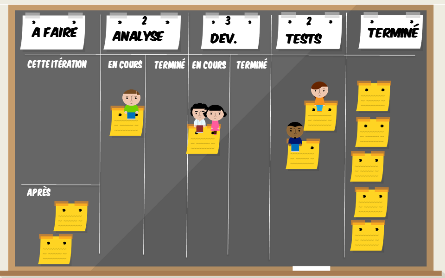 A FAIRE
2
ANALYSE
3
DEV.
2
TESTS
TERMINÉ
CETTE ITÉRATION
EN COURS
TERMINÉ
EN COURS
TERMINÉ
APRÈS